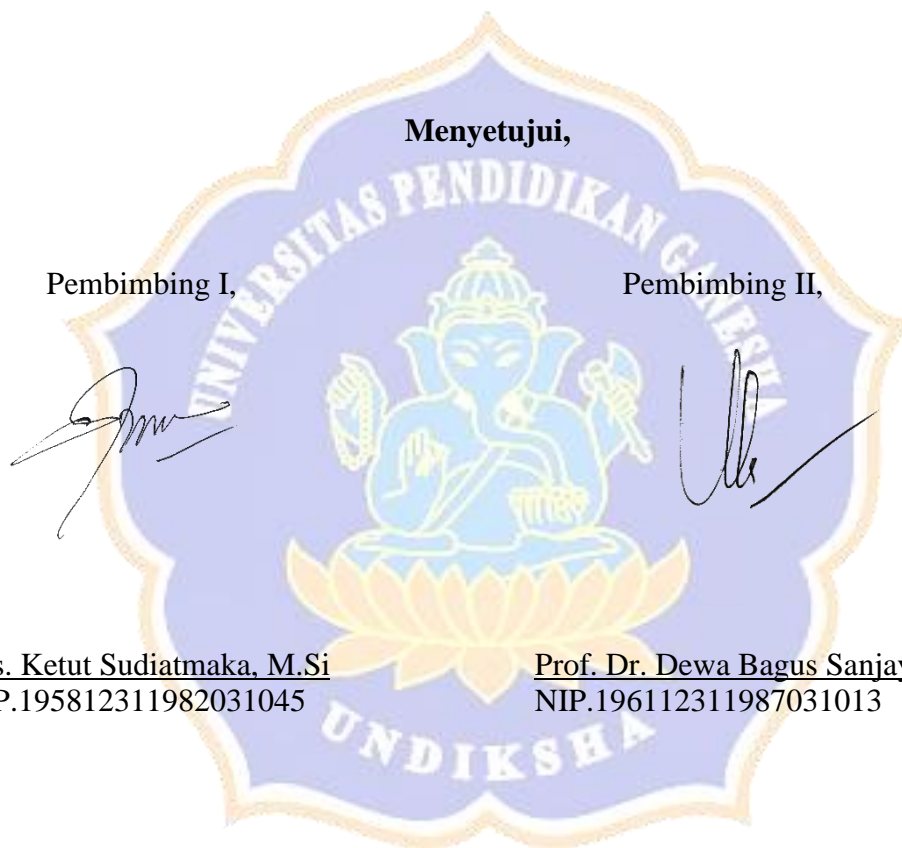 Menyetujui,
UNIVERSITAS PENDIDIKAN GANESHA
Pembimbing I,
Pembimbing II,
s. Ketut Sudiatmaka, M.Si
Prof. Dr. Dewa Bagus Sanjay
P.195812311982031045
NIP.196112311987031013
UNDIKSHA